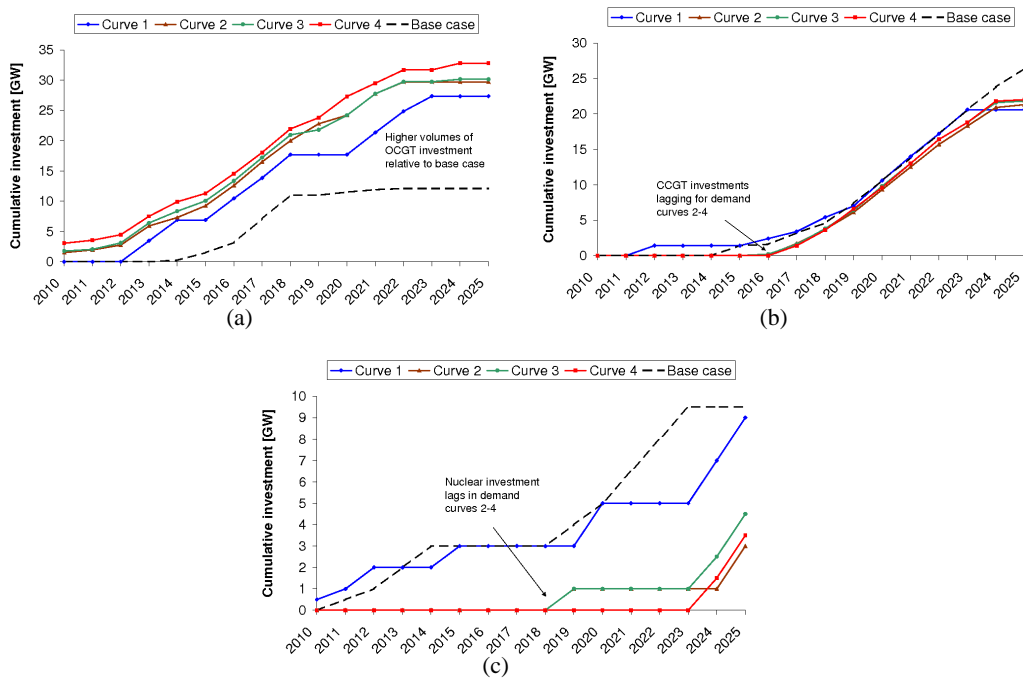 Curve 1 Curve 2 Curve 3 Curve 4 Base case
Cumulative investment [GW]
35
30
25
20
15
10
5
0
Higher volumes of
OCGT investment
relative to base case
2010 2011 2012 2013 2014 2015 2016 2017 2018 2019 2020 2021 2022 2023 2024 2025
(a)
Curve 1 Curve 2 Curve 3 Curve 4 Base case
Cumulative investment [GW]
30
25
20
15
10
5
0
CCGT investments
lagging for demand
curves 2-4
2010 2011 2012 2013 2014 2015 2016 2017 2018 2019 2020 2021 2022 2023 2024 2025
(b)
Curve 1 Curve 2 Curve 3 Curve 4 Base case
Cumulative investment [GW]
10
9
8
7
6
5
4
3
2
1
0
Nuclear investment
lags in demand
curves 2-4
2010 2011 2012 2013 2014 2015 2016 2017 2018 2019 2020 2021 2022 2023 2024 2025
(c)